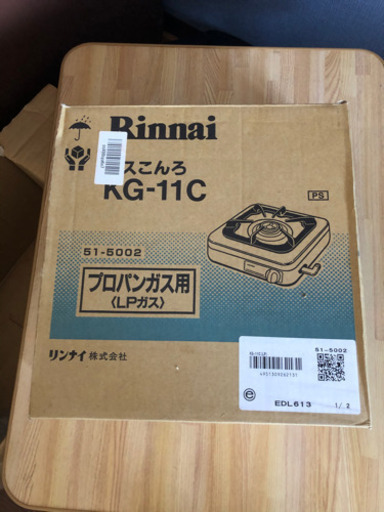 Rinnai
スこんろ
KG-11C
PS
51-5002
プロパンガス用
〈LPガス〉
リンナイ株式会社
51-5002
EDL613
1/2